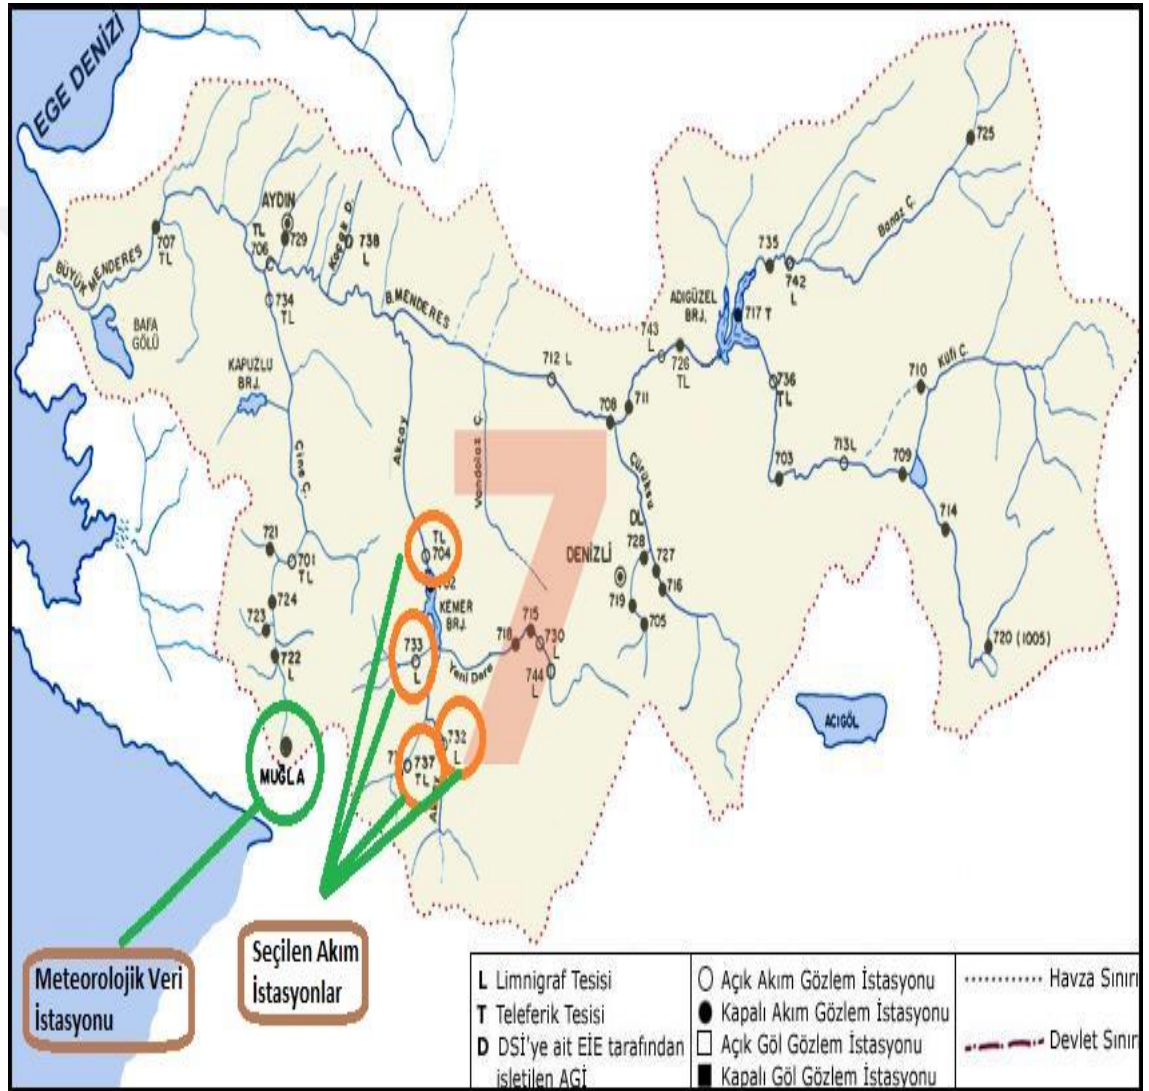 EGE DENİZİ
725
AYDIN
TL
729
738
L
706
707
TL
Koçak D.
735
742
L
Banaz Ç.
BÜYÜK MENDERES
734
TL
B.MENDERES
ADIGÜZEL
BRJ.
717 T
BAFA
GÖLÜ
743
L
726
TL
KAPUZLU
BRJ.
712 L
736
TL
710
Küfi Ç.
711
708
Akçay
Vandalaz Ç.
Çine Ç.
Çürüksu
7
703
713L
709
714
TL
704
721
701
TL
DL
728
727
DENİZLİ
716
719
705
724
723
KEMER
BRJ.
715
718
730
L
733
L
722
L
Yeni Dere
744
L
720 (1005)
ACIGÖL
732
L
737
TL
MUĞLA
Meteorolojik Veri
İstasyonu
Seçilen Akım
İstasyonlar
L Limnigraf Tesisi
T Teleferik Tesisi
D DSİ'ye ait EİE tarafından
işletilen AGİ
Açık Akım Gözlem İstasyonu
Kapalı Akım Gözlem İstasyonu
Açık Göl Gözlem İstasyonu
Kapalı Göl Gözlem İstasyonu
Havza Sınırı
Devlet Sınırı